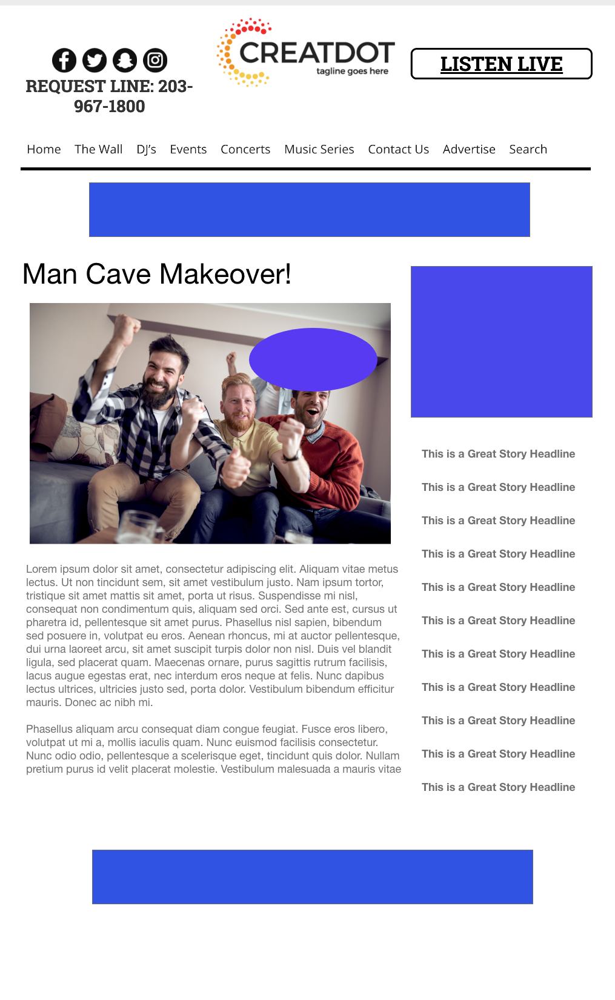 REQUEST LINE: 203-
967-1800
CREATDOT
tagline goes here
LISTEN LIVE
Home The Wall DJ's Events Concerts Music Series Contact Us Advertise Search
Man Cave Makeover!
Lorem ipsum dolor sit amet, consectetur adipiscing elit. Aliquam vitae metus
lectus. Ut non tincidunt sem, sit amet vestibulum justo. Nam ipsum tortor,
tristique sit amet mattis sit amet, porta ut risus. Suspendisse mi nisl,
consequat non condimentum quis, aliquam sed orci. Sed ante est, cursus ut
pharetra id, pellentesque sit amet purus. Phasellus nisl sapien, bibendum
sed posuere in, volutpat eu eros. Aenean rhoncus, mi at auctor pellentesque,
dui urna laoreet arcu, sit amet suscipit turpis dolor non nisl. Duis vel blandit
ligula, sed placerat quam. Maecenas ornare, purus sagittis rutrum facilisis,
lacus augue egestas erat, nec interdum eros neque at felis. Nunc dapibus
lectus ultrices, ultricies justo sed, porta dolor. Vestibulum bibendum efficitur
mauris. Donec ac nibh mi.
Phasellus aliquam arcu consequat diam congue feugiat. Fusce eros libero,
volutpat ut mi a, mollis iaculis quam. Nunc euismod facilisis consectetur.
Nunc odio odio, pellentesque a scelerisque eget, tincidunt quis dolor. Nullam
pretium purus id velit placerat molestie. Vestibulum malesuada a mauris vitae
This is a Great Story Headline
This is a Great Story Headline
This is a Great Story Headline
This is a Great Story Headline
This is a Great Story Headline
This is a Great Story Headline
This is a Great Story Headline
This is a Great Story Headline
This is a Great Story Headline
This is a Great Story Headline
This is a Great Story Headline